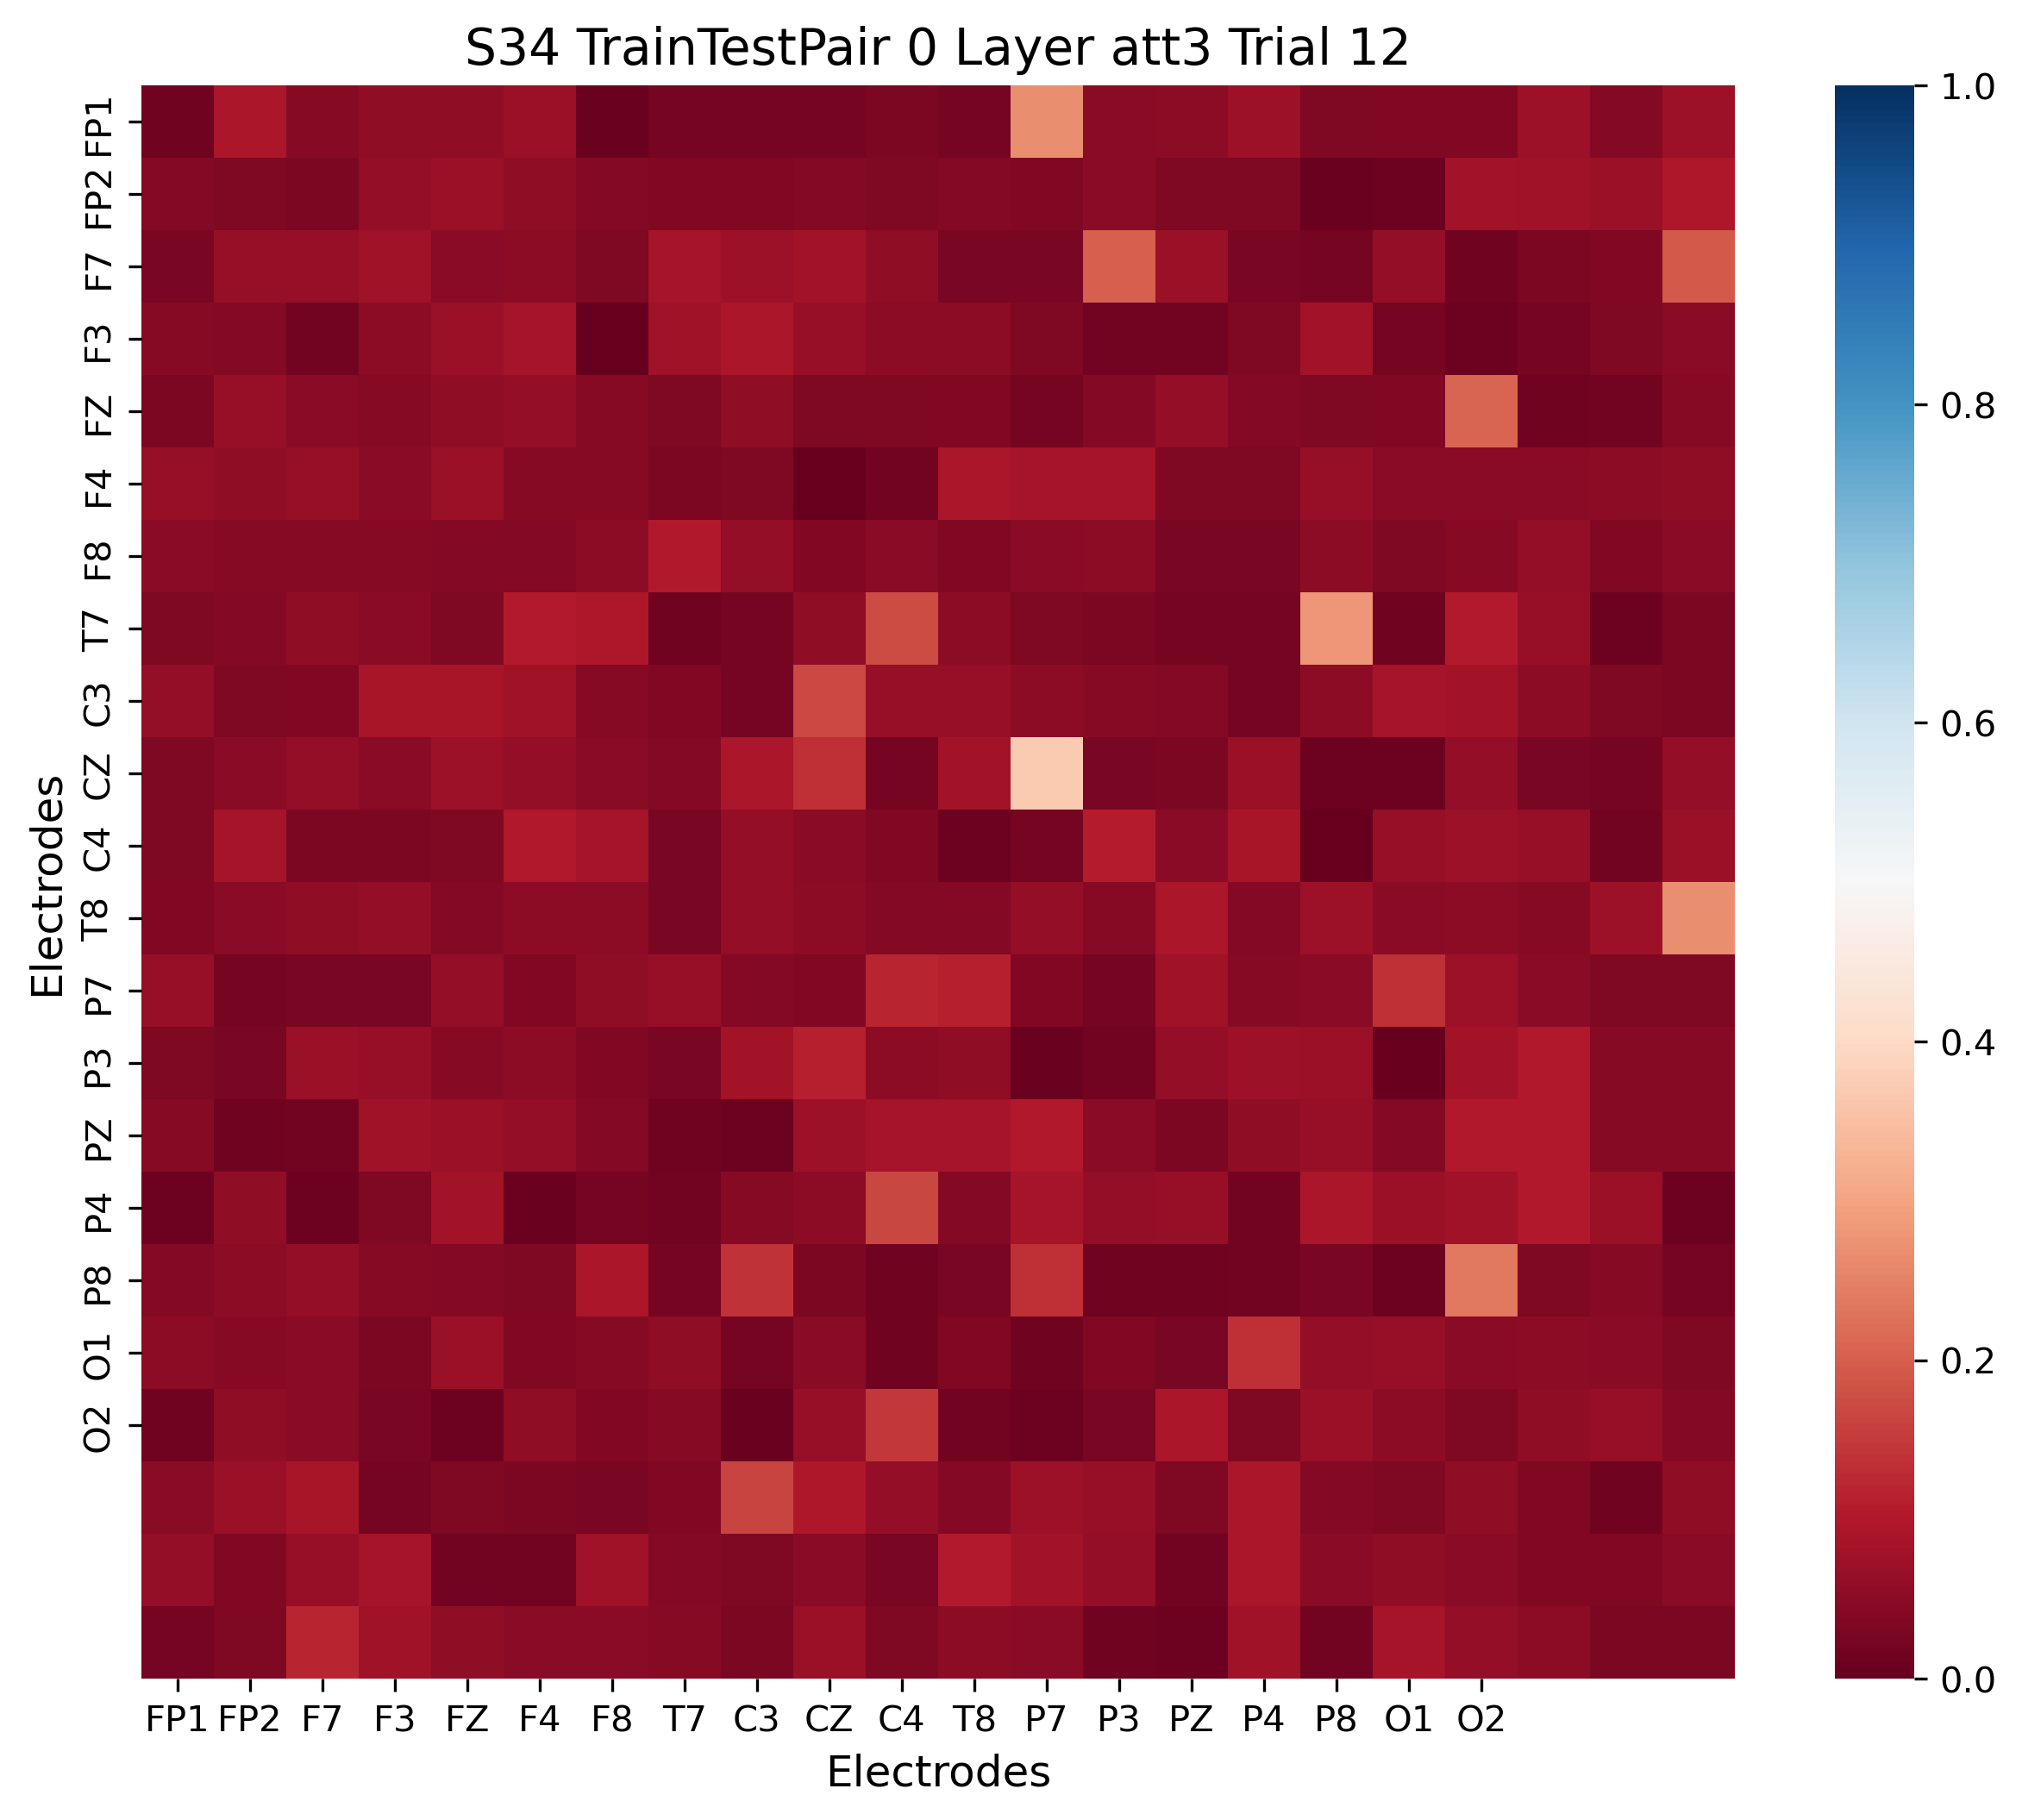 S34 TrainTestPair 0 Layer att3 Trial 12
Electrodes
FP1
FP2
F7
F3
FZ
F4
F8
T7
C3
CZ
C4
T8
P7
P3
PZ
P4
P8
O1
O2
FP1 FP2 F7 F3 FZ F4 F8 T7 C3 CZ C4 T8 P7 P3 PZ P4 P8 O1 O2
Electrodes
1.0
0.8
0.6
0.4
0.2
0.0